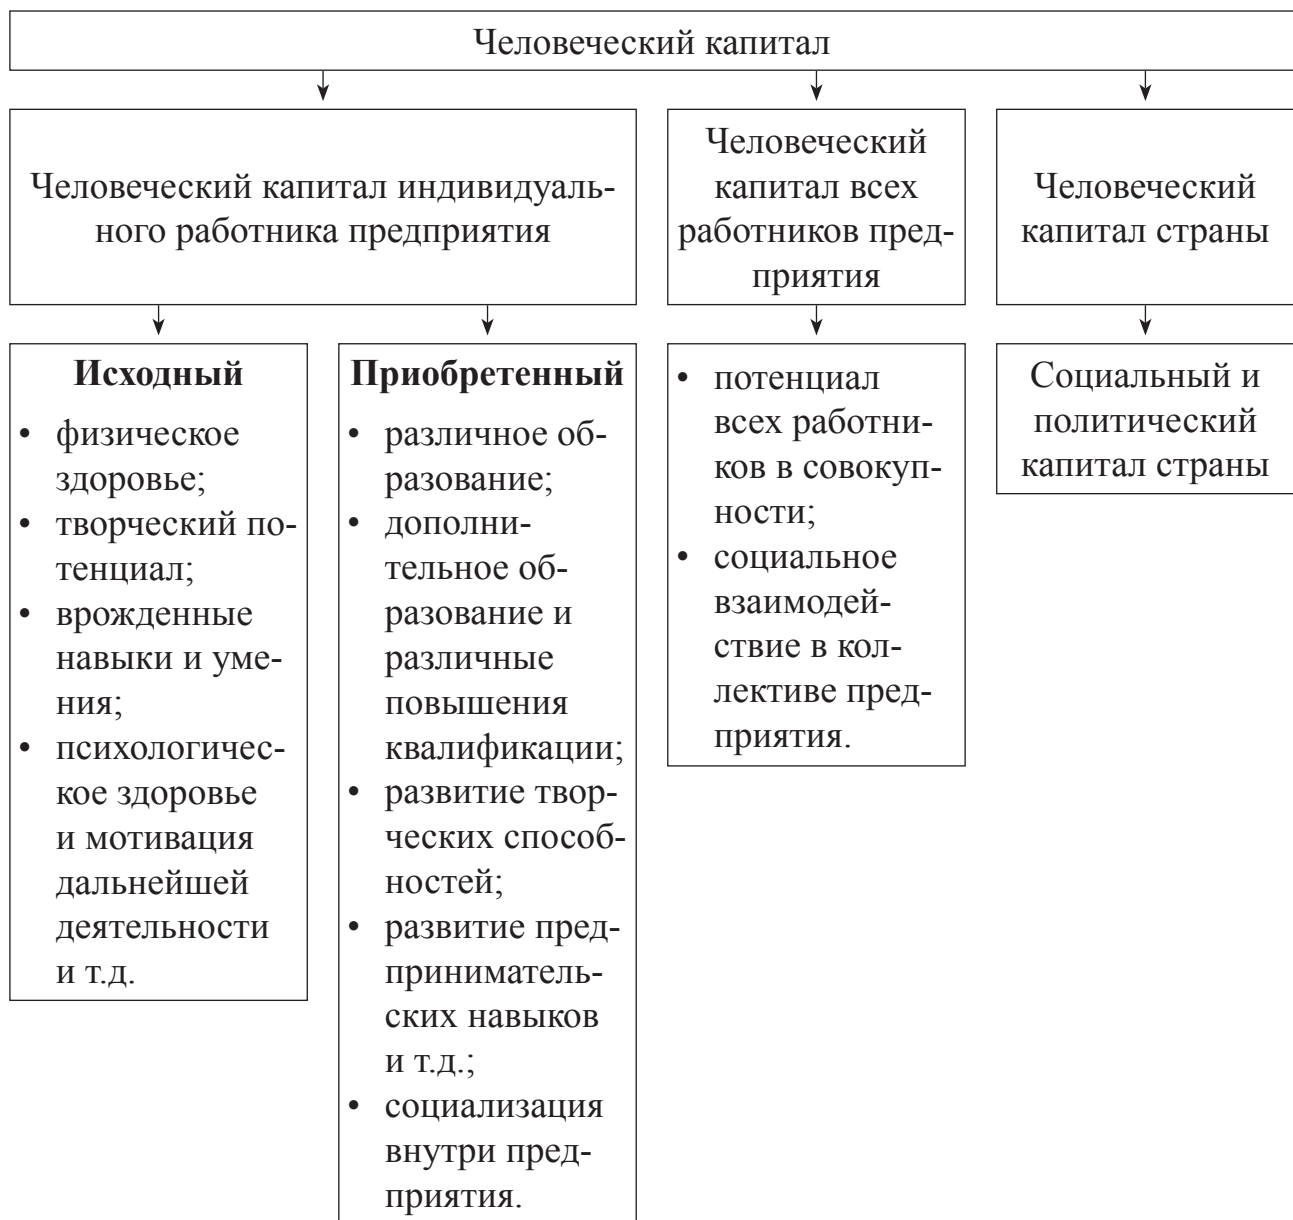 Человеческий капитал
Человеческий капитал индивидуаль-
ного работника предприятия
Человеческий
капитал всех
работников пред-
приятия
Человеческий
капитал страны
Исходный
• физическое
здоровье;
• творческий по-
тенциал;
• врожденные
навыки и уме-
ния;
• психологичес-
кое здоровье
и мотивация
дальнейшей
деятельности
и т.д.
Приобретенный
• различное об-
разование;
• дополни-
тельное об-
разование и
различные
повышения
квалификации;
• развитие твор-
ческих способ-
ностей;
• развитие пред-
приниматель-
ских навыков
и т.д.;
• социализация
внутри пред-
приятия.
• потенциал
всех работни-
ков в совокуп-
ности;
• социальное
взаимодей-
ствие в кол-
лективе пред-
приятия.
Социальный и
политический
капитал страны